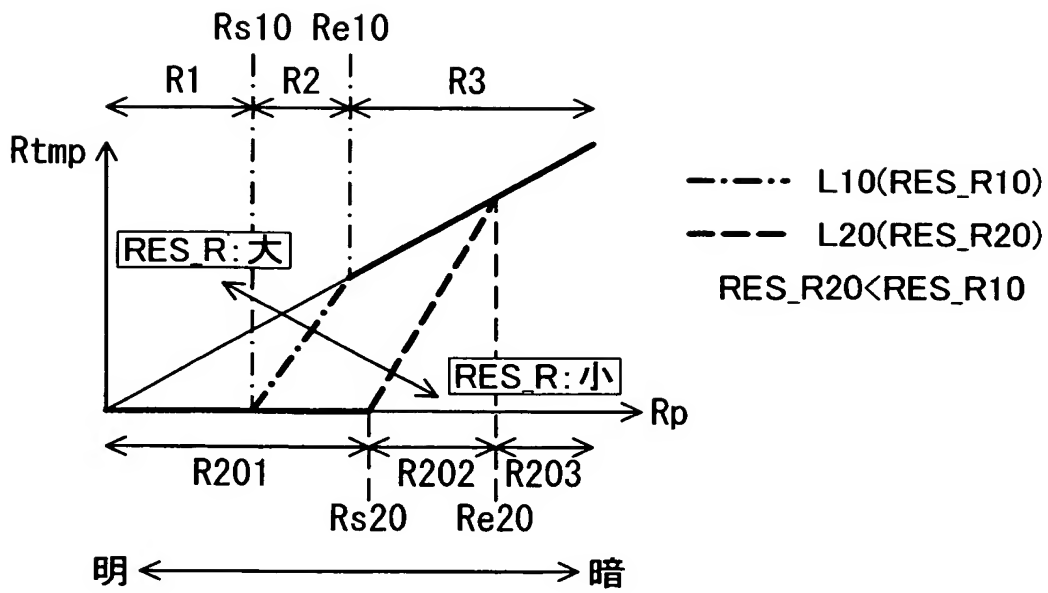 Rs10 Re10
R1 R2 R3
Rtmp
L10(RES_R10)
RES_R:大
L20(RES_R20)
RES_R20<RES_R10
RES_R:小
Rp
R201 R202 R203
Rs20 Re20
明 暗